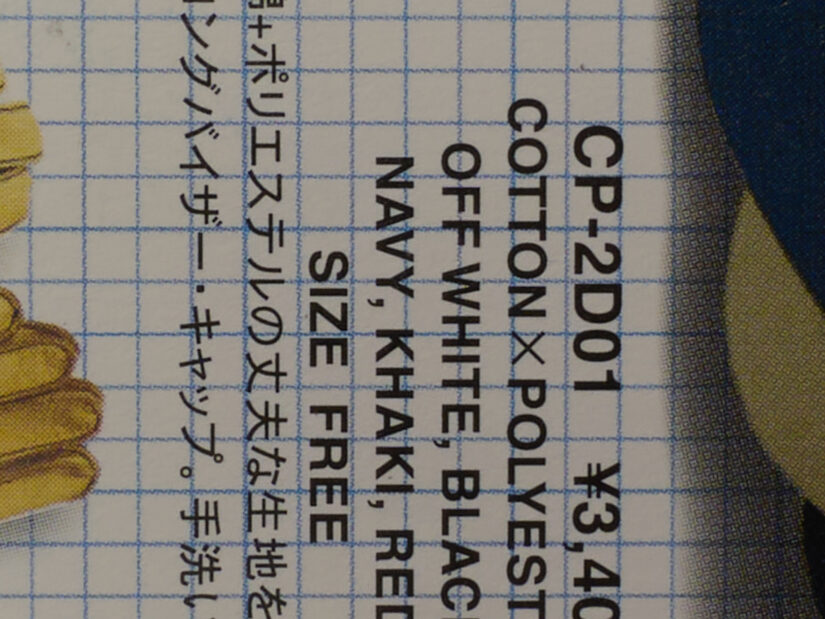 CP-2D01 ¥3,40
COTTON×POLYEST
OFF WHITE, BLAC
NAVY, KHAKI, RED
SIZE FREE
+ポリエステルの丈夫な生地を
ングバイザー・キャップ。手洗い